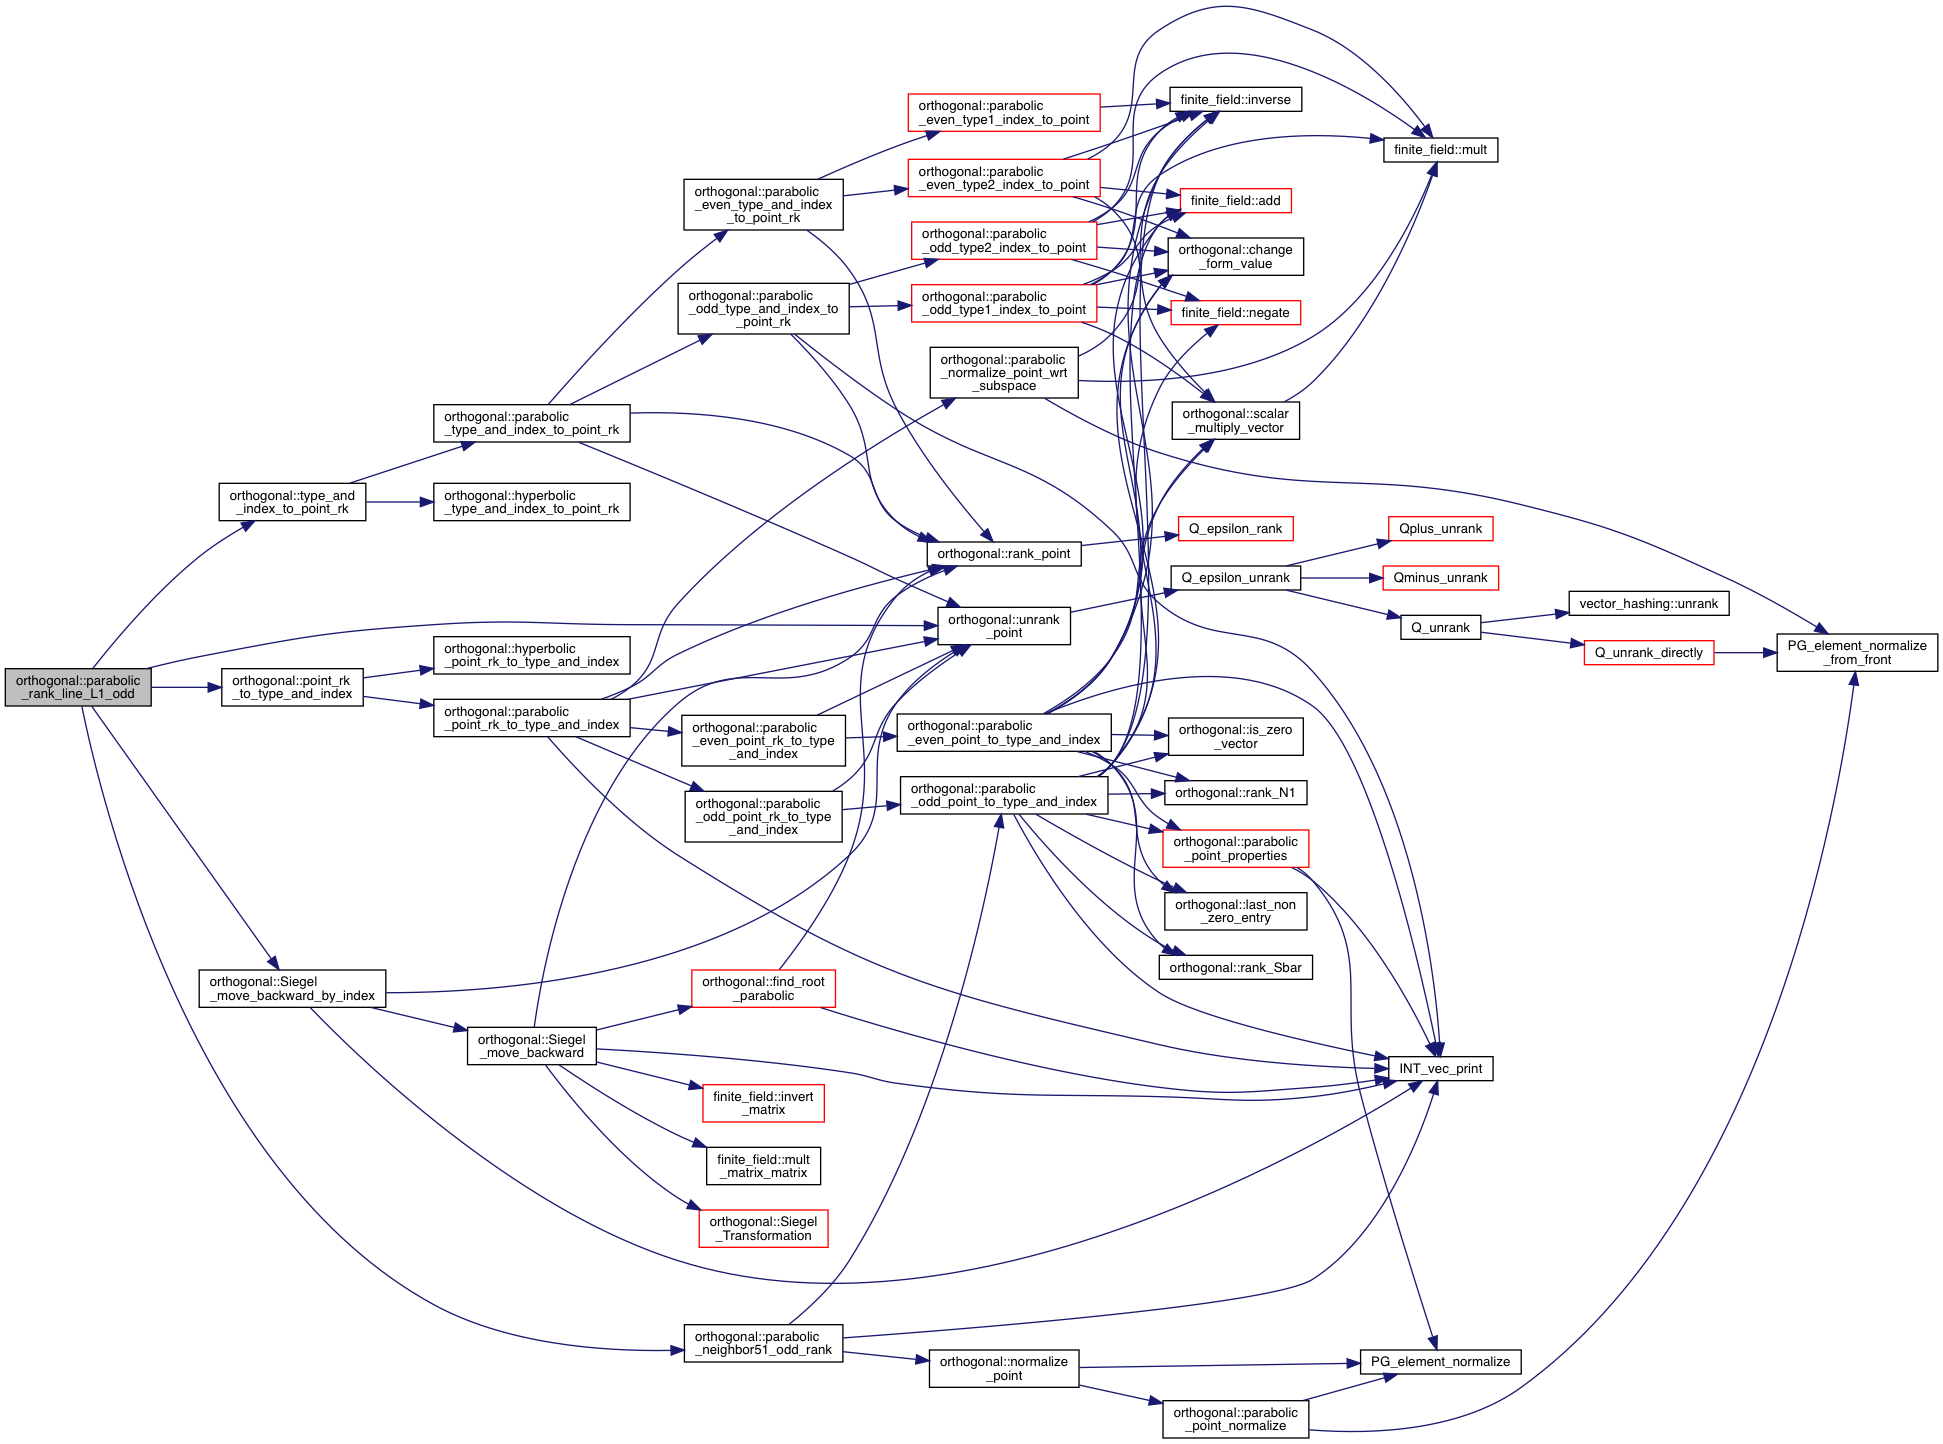 orthogonal::parabolic
_rank_line_L1_odd
orthogonal::type_and
_index_to_point_rk
orthogonal::point_rk
_to_type_and_index
orthogonal::Siegel
_move_backward_by_index
orthogonal::parabolic
_type_and_index_to_point_rk
orthogonal::hyperbolic
_type_and_index_to_point_rk
orthogonal::hyperbolic
_point_rk_to_type_and_index
orthogonal::parabolic
_point_rk_to_type_and_index
orthogonal::Siegel
_move_backward
orthogonal::parabolic
_even_type_and_index
_to_point_rk
orthogonal::parabolic
_odd_type_and_index_to
_point_rk
orthogonal::parabolic
_even_point_rk_to_type
_and_index
orthogonal::parabolic
_odd_point_rk_to_type
_and_index
orthogonal::find_root
_parabolic
finite_field::invert
_matrix
finite_field::mult
_matrix_matrix
orthogonal::Siegel
_Transformation
orthogonal::parabolic
_neighbor51_odd_rank
orthogonal::parabolic
_even_type1_index_to_point
orthogonal::parabolic
_even_type2_index_to_point
orthogonal::parabolic
_odd_type2_index_to_point
orthogonal::parabolic
_odd_type1_index_to_point
orthogonal::parabolic
_normalize_point_wrt
_subspace
orthogonal::rank_point
orthogonal::unrank
_point
orthogonal::parabolic
_even_point_to_type_and_index
orthogonal::parabolic
_odd_point_to_type_and_index
orthogonal::normalize
_point
finite_field::inverse
finite_field::add
orthogonal::change
_form_value
finite_field::negate
orthogonal::scalar
_multiply_vector
Q_epsilon_rank
Q_epsilon_unrank
orthogonal::is_zero
_vector
orthogonal::rank_N1
orthogonal::parabolic
_point_properties
orthogonal::last_non
_zero_entry
orthogonal::rank_Sbar
orthogonal::parabolic
_point_normalize
finite_field::mult
Qplus_unrank
Qminus_unrank
Q_unrank
INT_vec_print
PG_element_normalize
vector_hashing::unrank
Q_unrank_directly
PG_element_normalize
_from_front